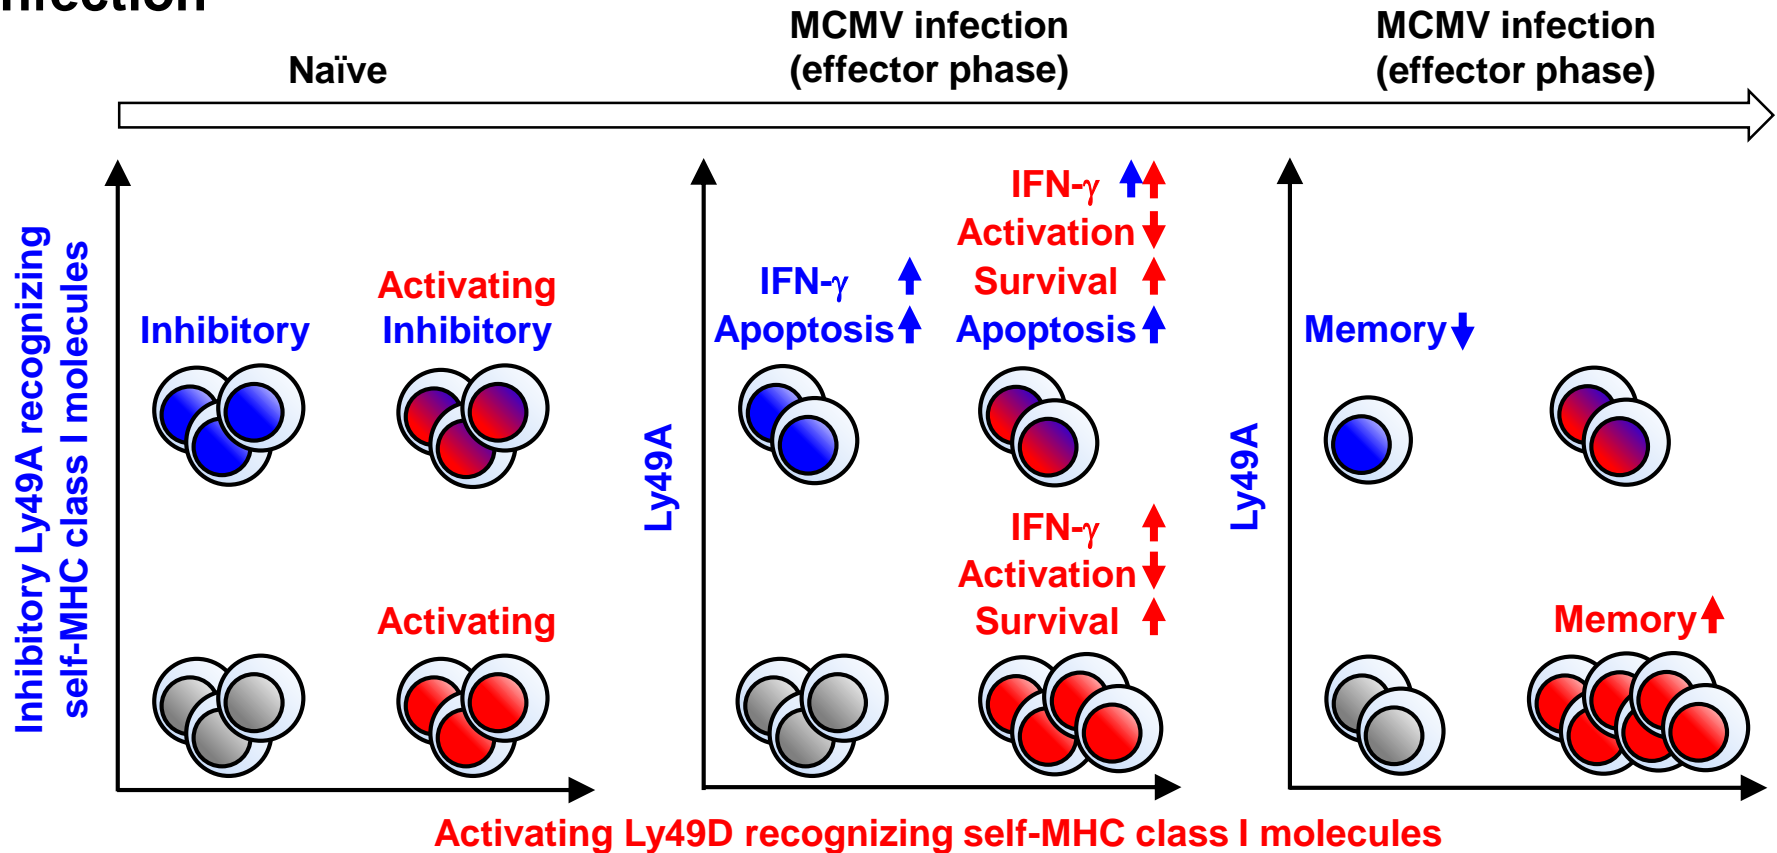 nfection
Naïve
MCMV infection
(effector phase)
MCMV infection
(effector phase)
Inhibitory Ly49A recognizing
self-MHC class I molecules
Inhibitory
Activating
Inhibitory
Activating
Ly49A
IFN-γ
Apoptosis
IFN-γ
Activation
Survival
Apoptosis
IFN-γ
Activation
Survival
Ly49A
Memory
Memory
Activating Ly49D recognizing self-MHC class I molecules